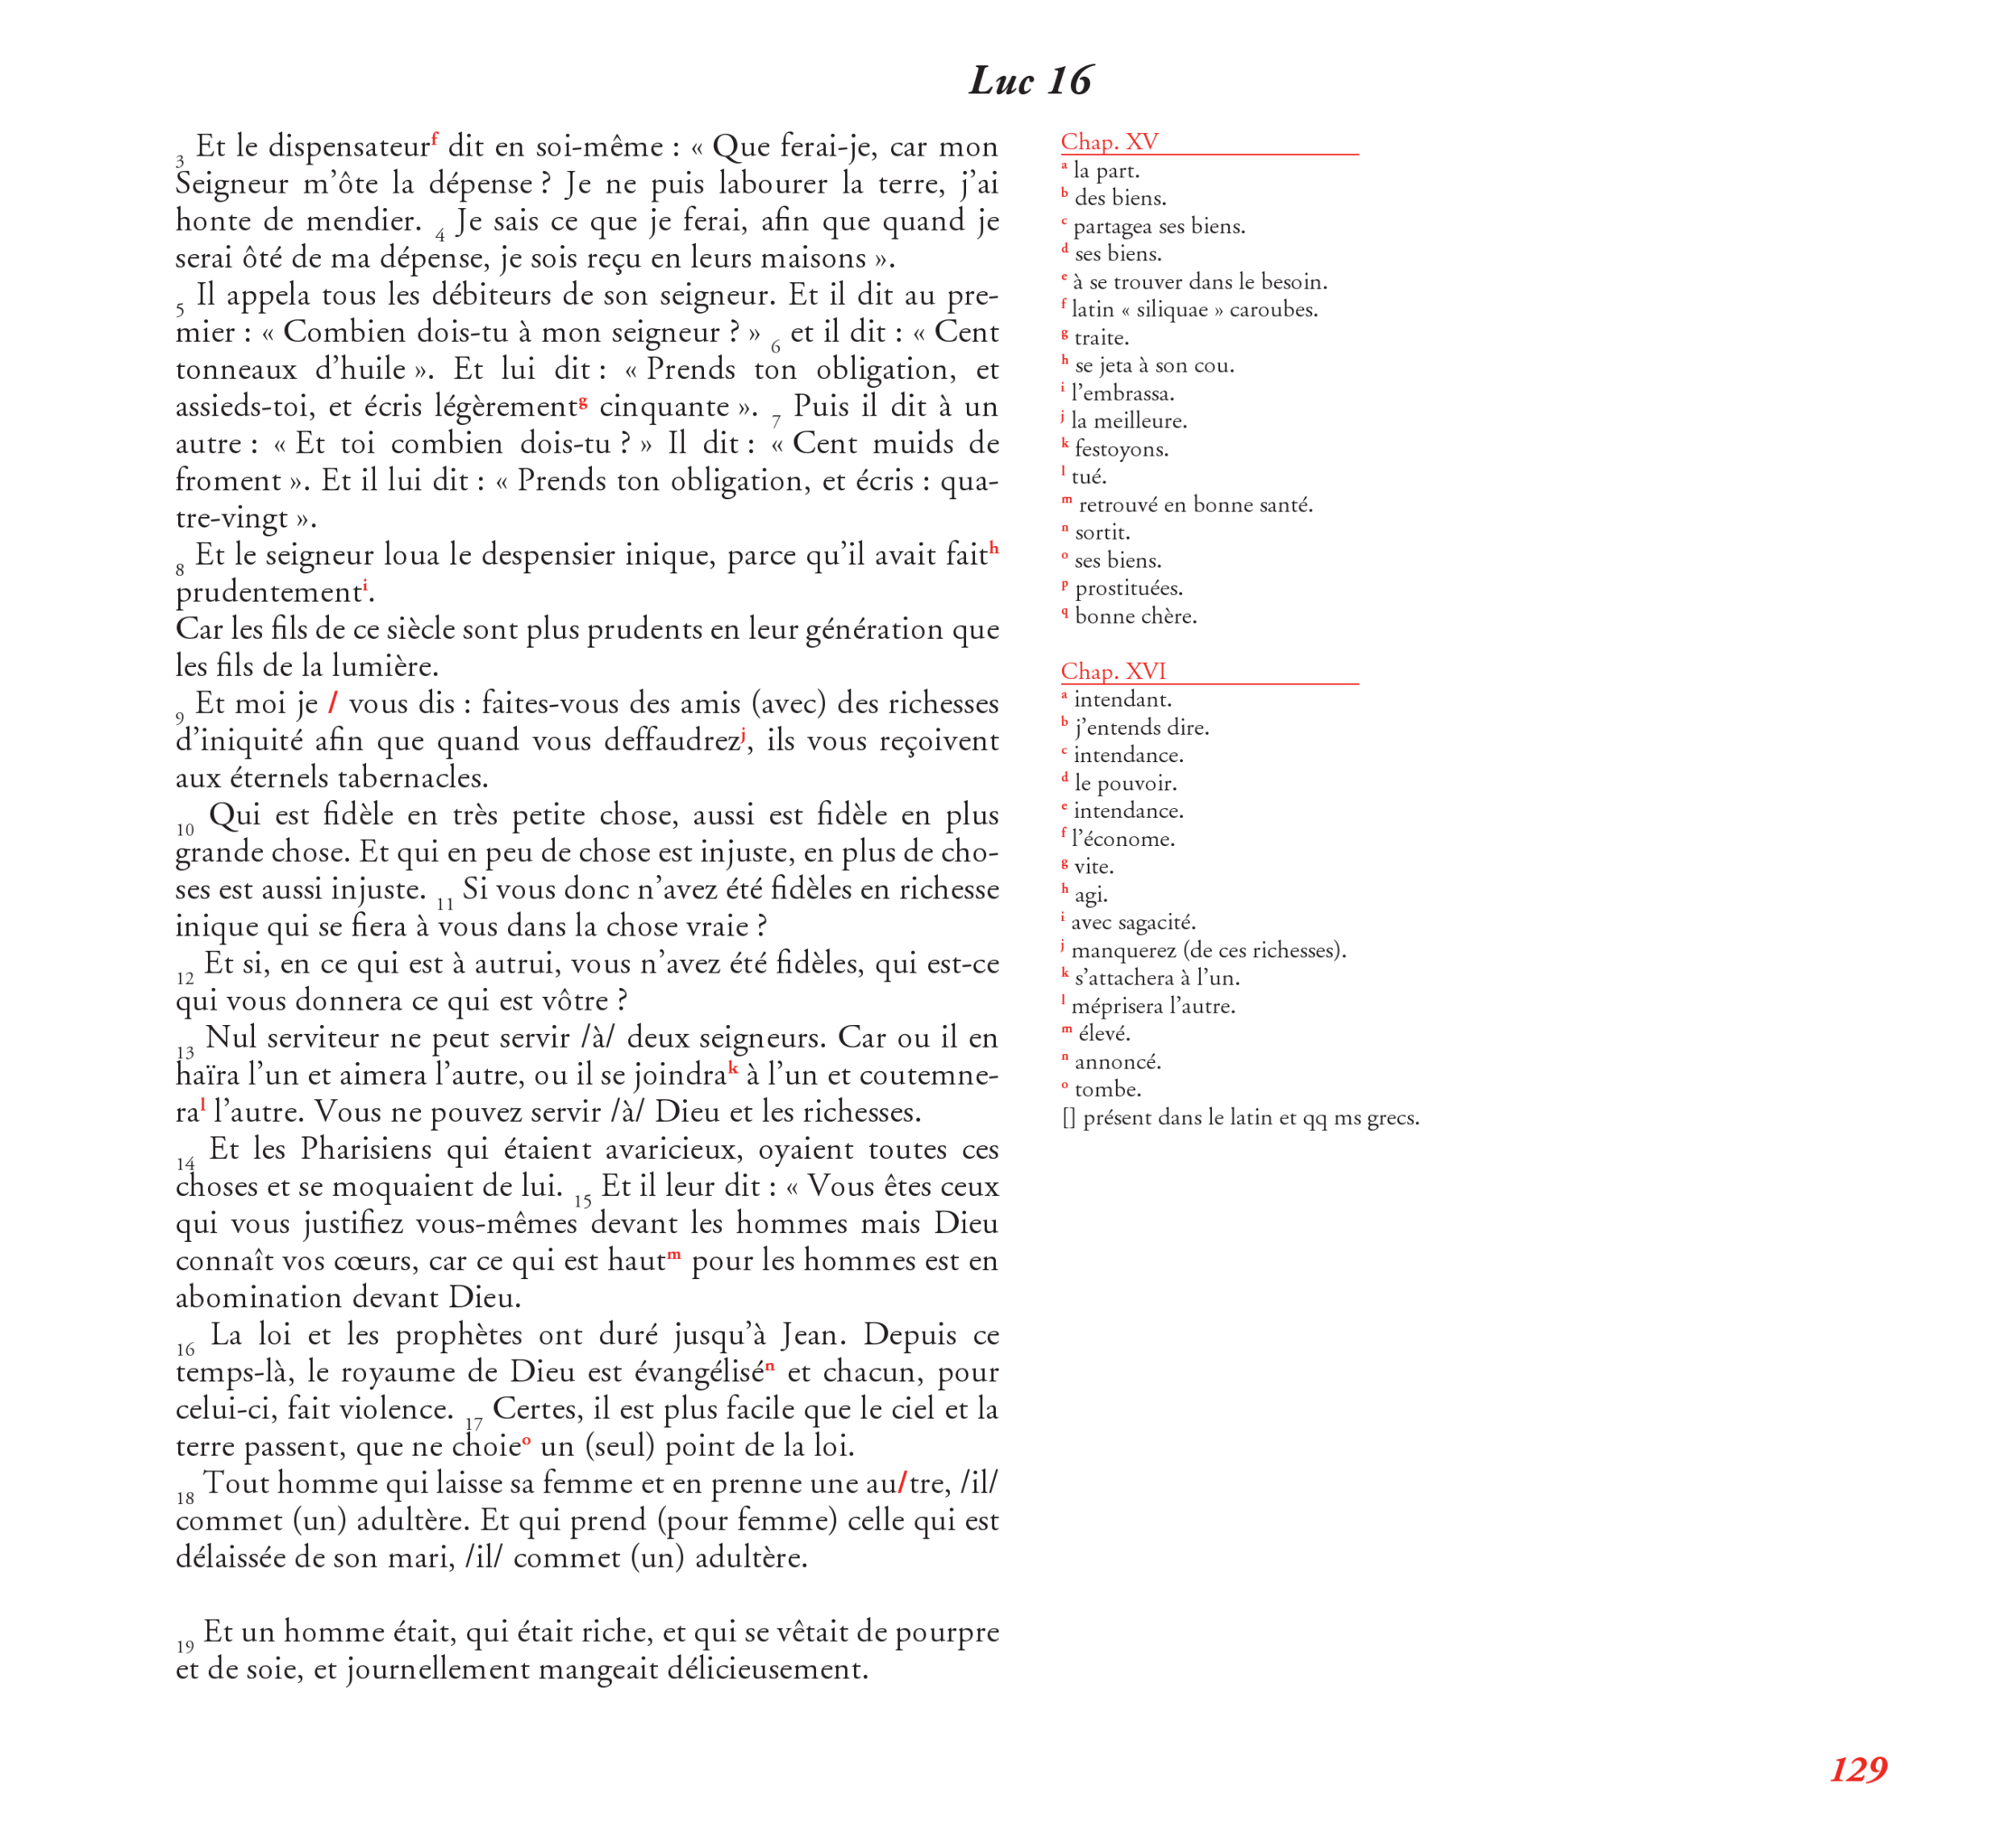 Luc 16
3 Et le dispensateurf dit en soi-même : « Que ferai-je, car mon
Seigneur m’ôte la dépense ? Je ne puis labourer la terre, j’ai
honte de mendier. 4 Je sais ce que je ferai, afin que quand je
serai ôté de ma dépense, je sois reçu en leurs maisons ».
5 Il appela tous les débiteurs de son seigneur. Et il dit au pre-
mier : « Combien dois-tu à mon seigneur ? » 6 et il dit : « Cent
tonneaux d’huile ». Et lui dit : « Prends ton obligation, et
assieds-toi, et écris légèrementg cinquante ». 7 Puis il dit à un
autre : « Et toi combien dois-tu ? » Il dit : « Cent muids de
froment ». Et il lui dit : « Prends ton obligation, et écris : qua-
tre-vingt ».
8 Et le seigneur loua le despensier inique, parce qu’il avait faith
prudentementi.
Car les fils de ce siècle sont plus prudents en leur génération que
les fils de la lumière.
9 Et moi je / vous dis : faites-vous des amis (avec) des richesses
d’iniquité afin que quand vous deffaudrezj, ils vous reçoivent
aux éternels tabernacles.
10 Qui est fidèle en très petite chose, aussi est fidèle en plus
grande chose. Et qui en peu de chose est injuste, en plus de cho-
ses est aussi injuste. 11 Si vous donc n’avez été fidèles en richesse
inique qui se fiera à vous dans la chose vraie ?
12 Et si, en ce qui est à autrui, vous n’avez été fidèles, qui est-ce
qui vous donnera ce qui est vôtre ?
13 Nul serviteur ne peut servir /à/ deux seigneurs. Car ou il en
haïra l’un et aimera l’autre, ou il se joindrak à l’un et coutemne-
ral l’autre. Vous ne pouvez servir /à/ Dieu et les richesses.
14 Et les Pharisiens qui étaient avaricieux, oyaient toutes ces
choses et se moquaient de lui. 15 Et il leur dit : « Vous êtes ceux
qui vous justifiez vous-mêmes devant les hommes mais Dieu
connaît vos cœurs, car ce qui est hautm pour les hommes est en
abomination devant Dieu.
16 La loi et les prophètes ont duré jusqu’à Jean. Depuis ce
temps-là, le royaume de Dieu est évangélisén et chacun, pour
celui-ci, fait violence. 17 Certes, il est plus facile que le ciel et la
terre passent, que ne choieo un (seul) point de la loi.
18 Tout homme qui laisse sa femme et en prenne une au/tre, /il/
commet (un) adultère. Et qui prend (pour femme) celle qui est
délaissée de son mari, /il/ commet (un) adultère.
19 Et un homme était, qui était riche, et qui se vêtait de pourpre
et de soie, et journellement mangeait délicieusement.
Chap. XV
a la part.
b des biens.
c partagea ses biens.
d ses biens.
e à se trouver dans le besoin.
f latin « siliquae » caroubes.
g traite.
h se jeta à son cou.
i l’embrassa.
j la meilleure.
k festoyons.
l tué.
m retrouvé en bonne santé.
n sortit.
o ses biens.
p prostituées.
q bonne chère.
Chap. XVI
a intendant.
b j’entends dire.
c intendance.
d le pouvoir.
e intendance.
f l’économe.
g vite.
h agi.
i avec sagacité.
j manquerez (de ces richesses).
k s’attachera à l’un.
l méprisera l’autre.
m élevé.
n annoncé.
o tombe.
[] présent dans le latin et qq ms grecs.
129